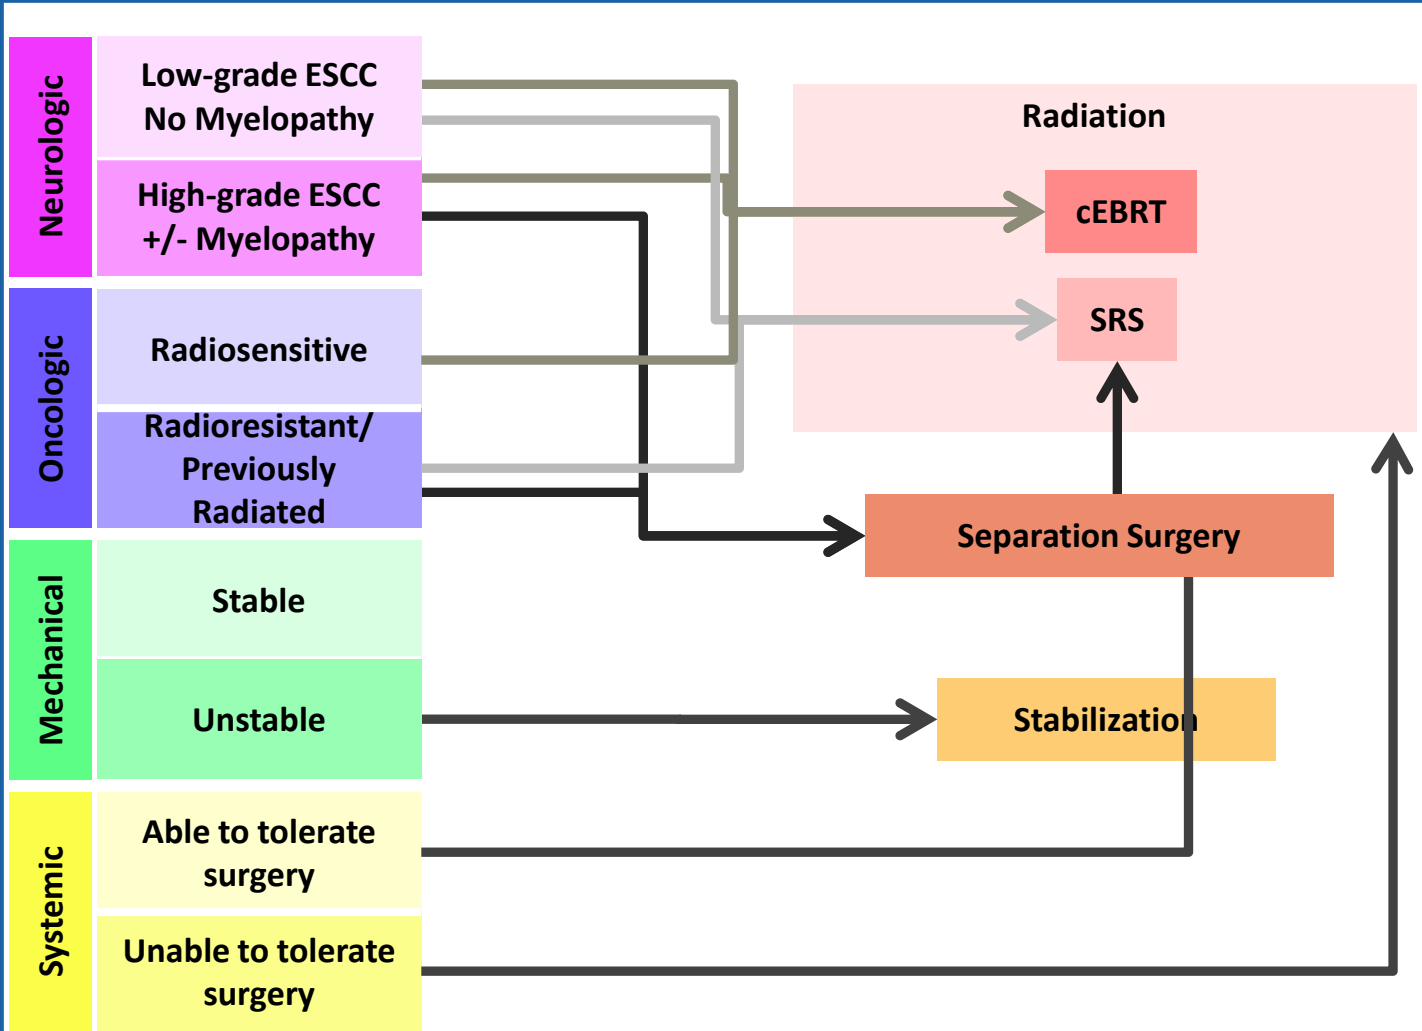 Neurologic
Low-grade ESCC
No Myelopathy
High-grade ESCC
+/- Myelopathy
Oncologic
Radiosensitive
Radioresistant/
Previously
Radiated
Mechanical
Stable
Unstable
Systemic
Able to tolerate
surgery
Unable to tolerate
surgery
Radiation
cEBRT
SRS
Separation Surgery
Stabilization